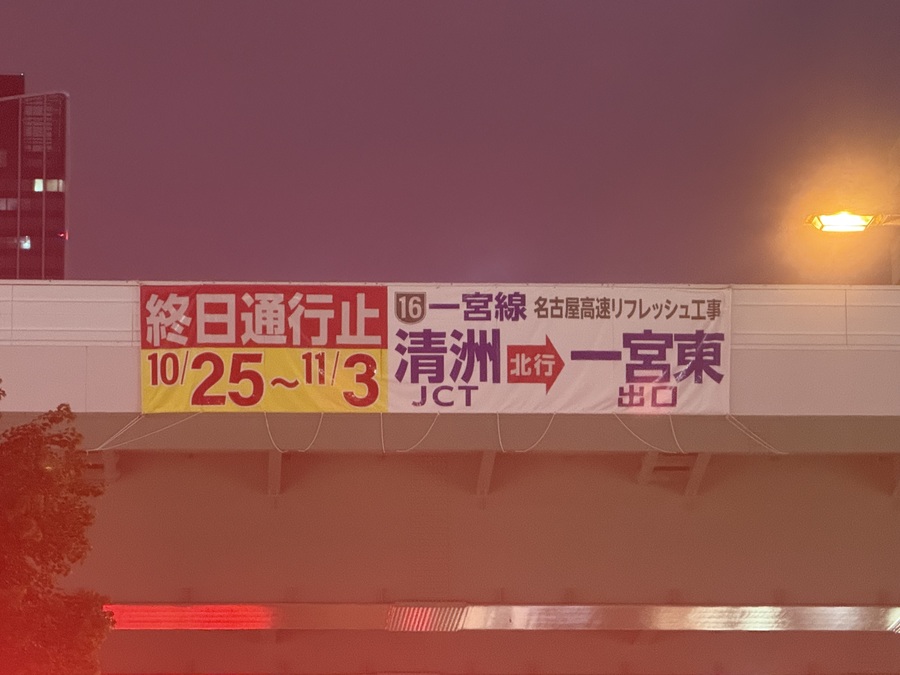 終日通行止
10/25～11/3
16 一宮線 名古屋高速リフレッシュ工事
清洲 北行 一宮東
JCT 出口